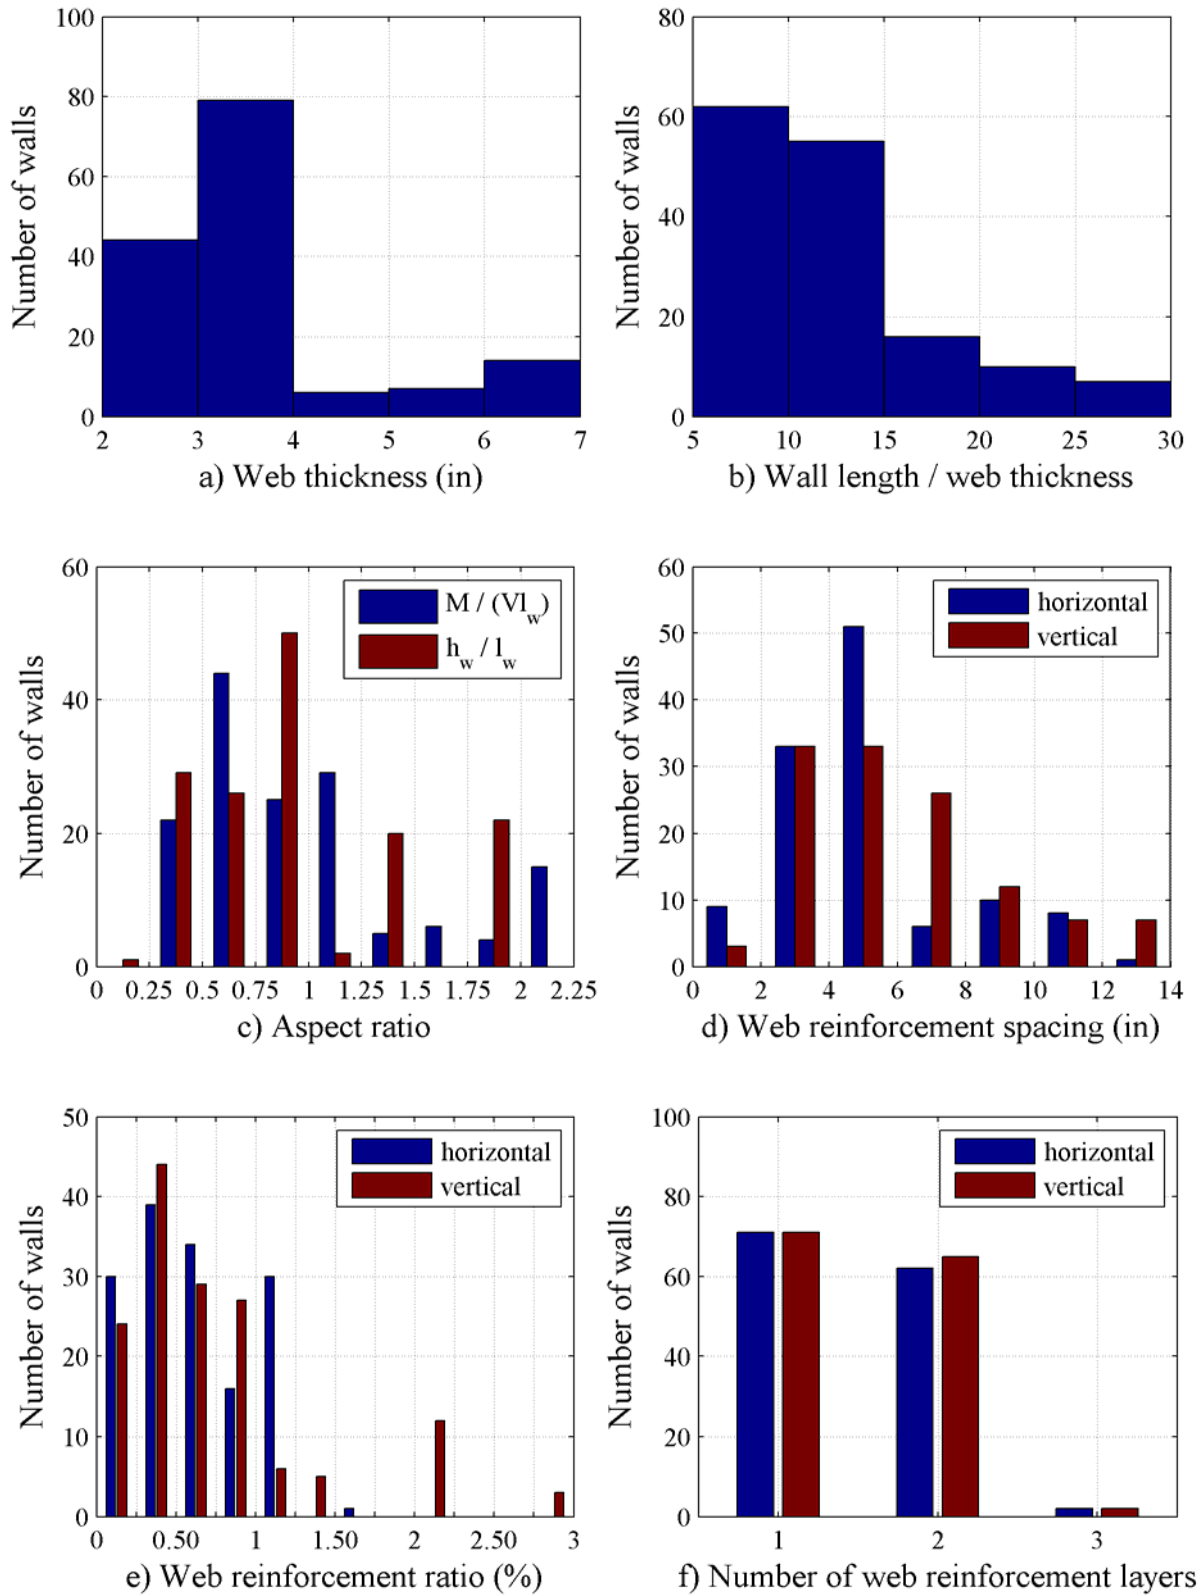 100
80
60
40
20
0
Number of walls
2 3 4 5 6 7
a) Web thickness (in)
80
60
40
20
0
Number of walls
5 10 15 20 25 30
b) Wall length / web thickness
60
50
40
30
20
10
0
Number of walls
M / (Vl_w)
h_w / l_w
0 0.25 0.5 0.75 1 1.25 1.5 1.75 2 2.25
c) Aspect ratio
60
50
40
30
20
10
0
Number of walls
horizontal
vertical
0 2 4 6 8 10 12 14
d) Web reinforcement spacing (in)
50
40
30
20
10
0
Number of walls
horizontal
vertical
0 0.50 1 1.50 2 2.50 3
e) Web reinforcement ratio (%)
100
80
60
40
20
0
Number of walls
horizontal
vertical
1 2 3
f) Number of web reinforcement layers